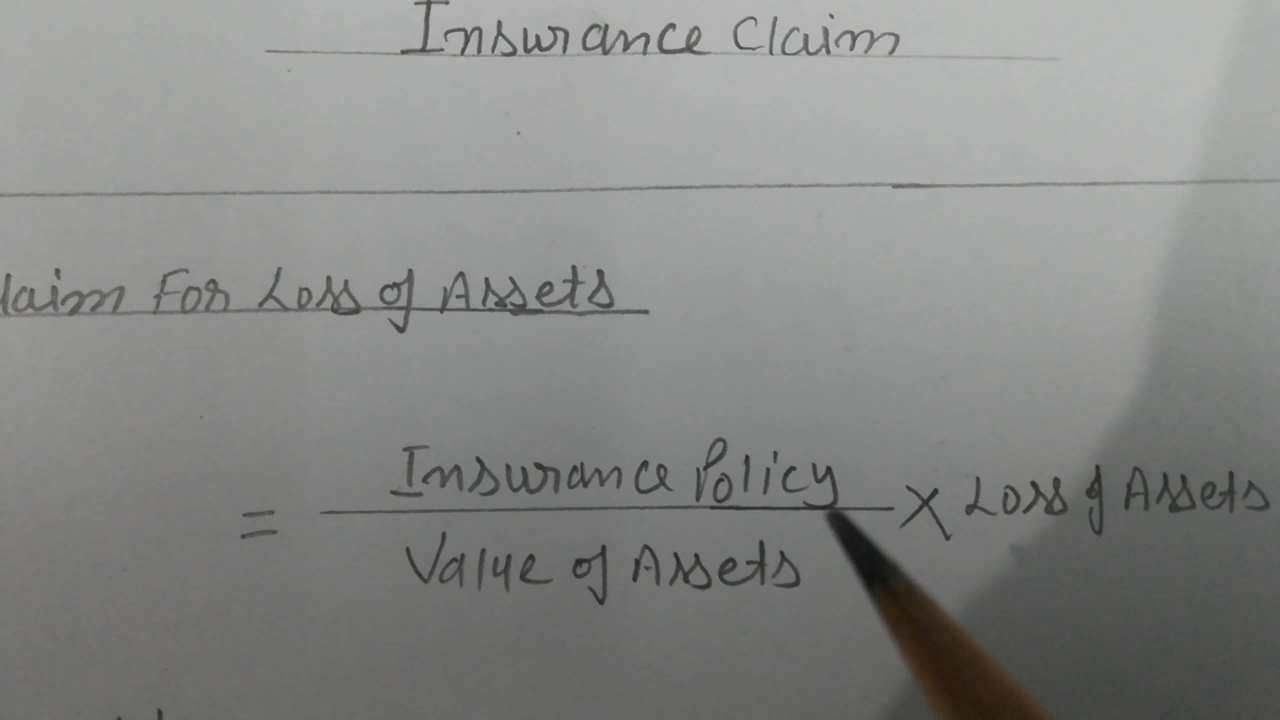 Insurance Claim
laim For Loss of Assets
= Insurance Policy × Loss of Assets
Value of Assets